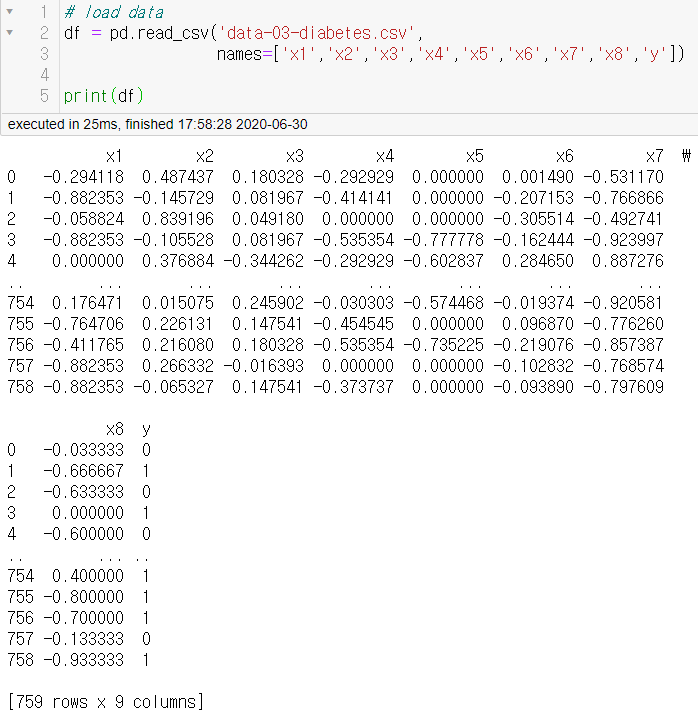 1 # load data
2 df = pd.read_csv('data-03-diabetes.csv',
3 names=['x1','x2','x3','x4','x5','x6','x7','x8','y'])
4
5 print(df)
executed in 25ms, finished 17:58:28 2020-06-30
x1 x2 x3 x4 x5 x6 x7 ₩
0 -0.294118 0.487437 0.180328 -0.292929 0.000000 0.001490 -0.531170
1 -0.882353 -0.145729 0.081967 -0.414141 0.000000 -0.207153 -0.766866
2 -0.058824 0.839196 0.049180 0.000000 0.000000 -0.305514 -0.492741
3 -0.882353 -0.105528 0.081967 -0.535354 -0.777778 -0.162444 -0.923997
4 0.000000 0.376884 -0.344262 -0.292929 -0.602837 0.284650 0.887276
.. ... ... ... ... ... ... ...
754 0.176471 0.015075 0.245902 -0.030303 -0.574468 -0.019374 -0.920581
755 -0.764706 0.226131 0.147541 -0.454545 0.000000 0.096870 -0.776260
756 -0.411765 0.216080 0.180328 -0.535354 -0.735225 -0.219076 -0.857387
757 -0.882353 0.266332 -0.016393 0.000000 0.000000 -0.102832 -0.768574
758 -0.882353 -0.065327 0.147541 -0.373737 0.000000 -0.093890 -0.797609
x8 y
0 -0.033333 0
1 -0.666667 1
2 -0.633333 0
3 0.000000 1
4 -0.600000 0
.. ... ..
754 0.400000 1
755 -0.800000 1
756 -0.700000 1
757 -0.133333 0
758 -0.933333 1
[759 rows x 9 columns]